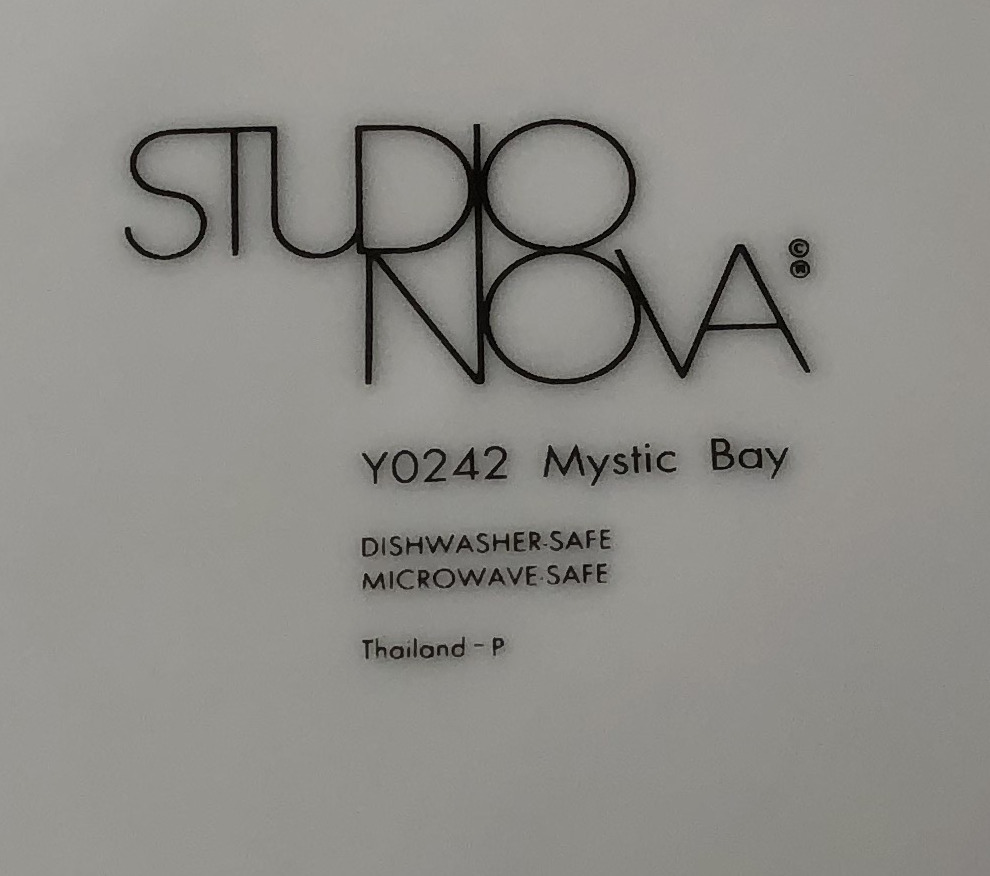 STUDIO
NOVA ©
®
Y0242 Mystic Bay
DISHWASHER-SAFE
MICROWAVE-SAFE
Thailand - P